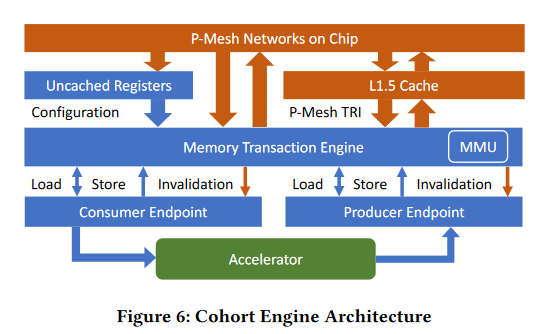 P-Mesh Networks on Chip
Uncached Registers
L1.5 Cache
Configuration
P-Mesh TRI
Memory Transaction Engine
MMU
Load Store Invalidation
Load Store Invalidation
Consumer Endpoint
Producer Endpoint
Accelerator
Figure 6: Cohort Engine Architecture